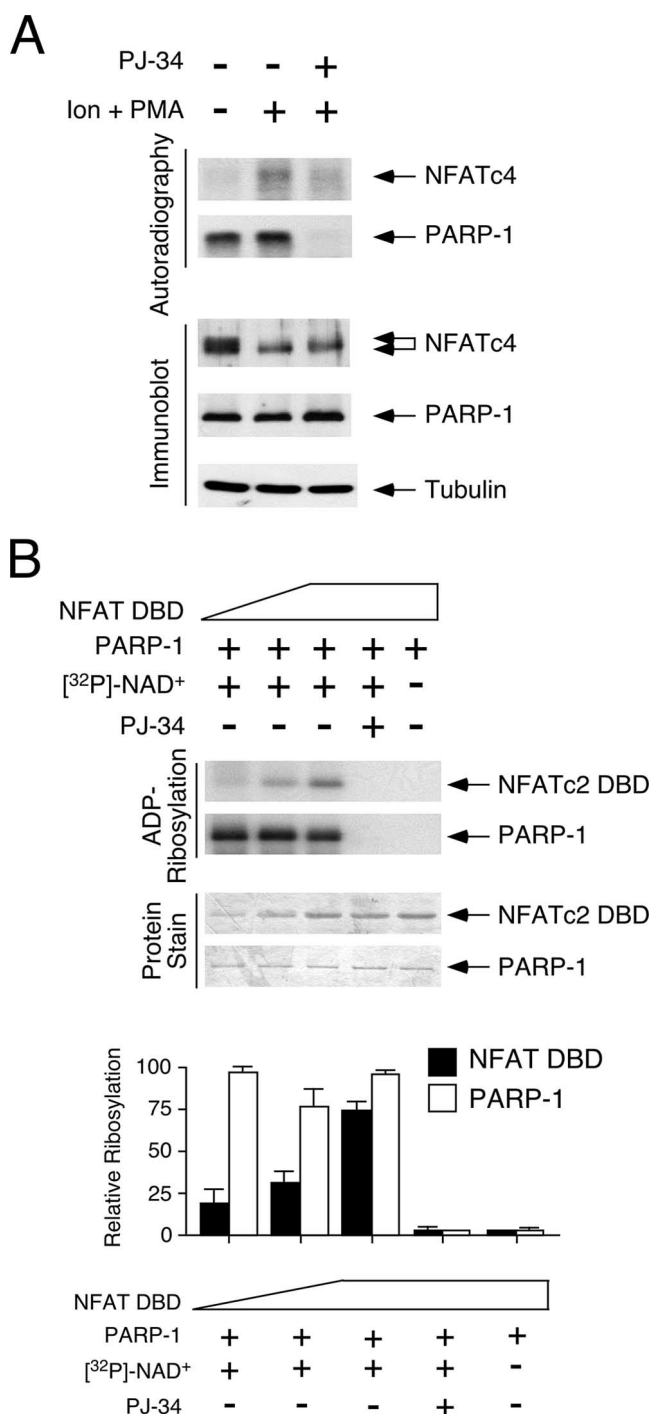 A
PJ-34 - - +
Ion + PMA - + +
Autoradiography
NFATc4
PARP-1
Immunoblot
NFATc4
PARP-1
Tubulin
B
NFAT DBD
PARP-1 + + + + +
[³²P]-NAD⁺ + + + + -
PJ-34 - - - + -
ADP-
Ribosylation
NFATc2 DBD
PARP-1
Protein
Stain
NFATc2 DBD
PARP-1
Relative Ribosylation
100
75
50
25
0
NFAT DBD
PARP-1
NFAT DBD
PARP-1 + + + + +
[³²P]-NAD⁺ + + + + -
PJ-34 - - - + -